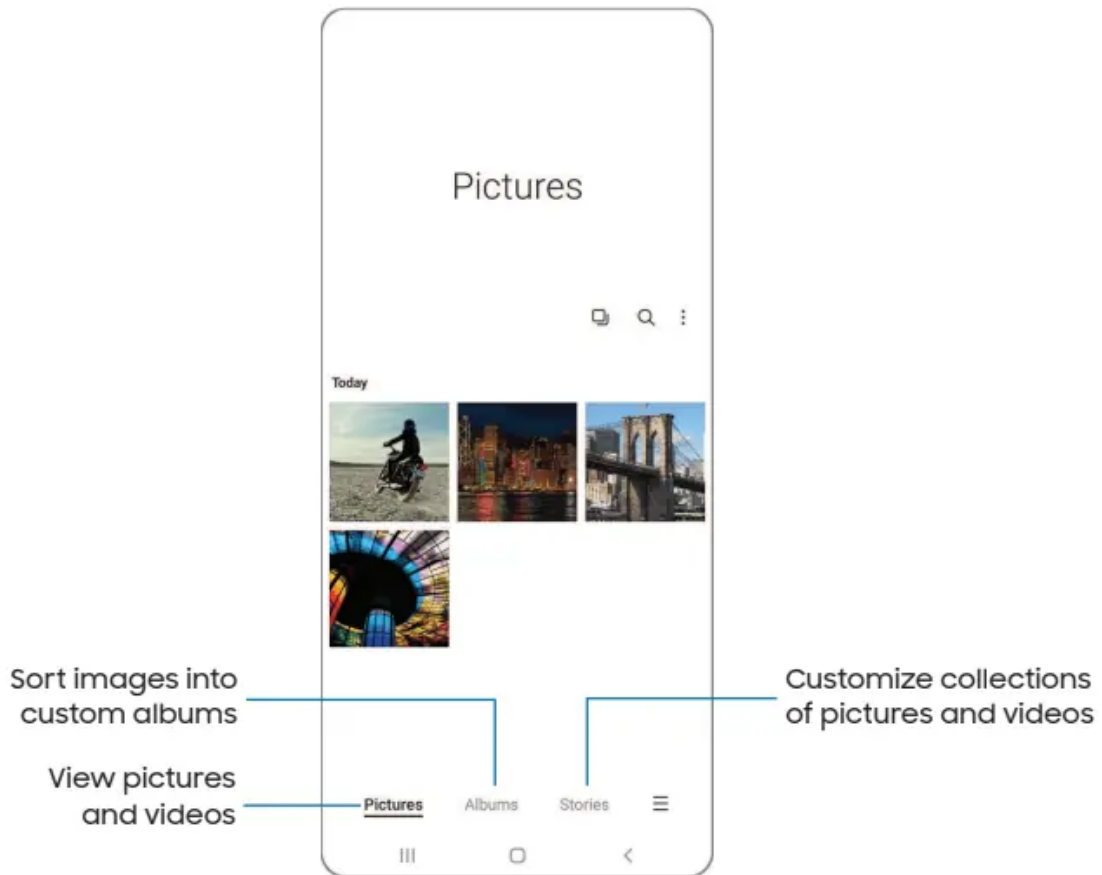 Pictures
Today
Sort images into
custom albums
Customize collections
of pictures and videos
View pictures
and videos
Pictures
Albums
Stories